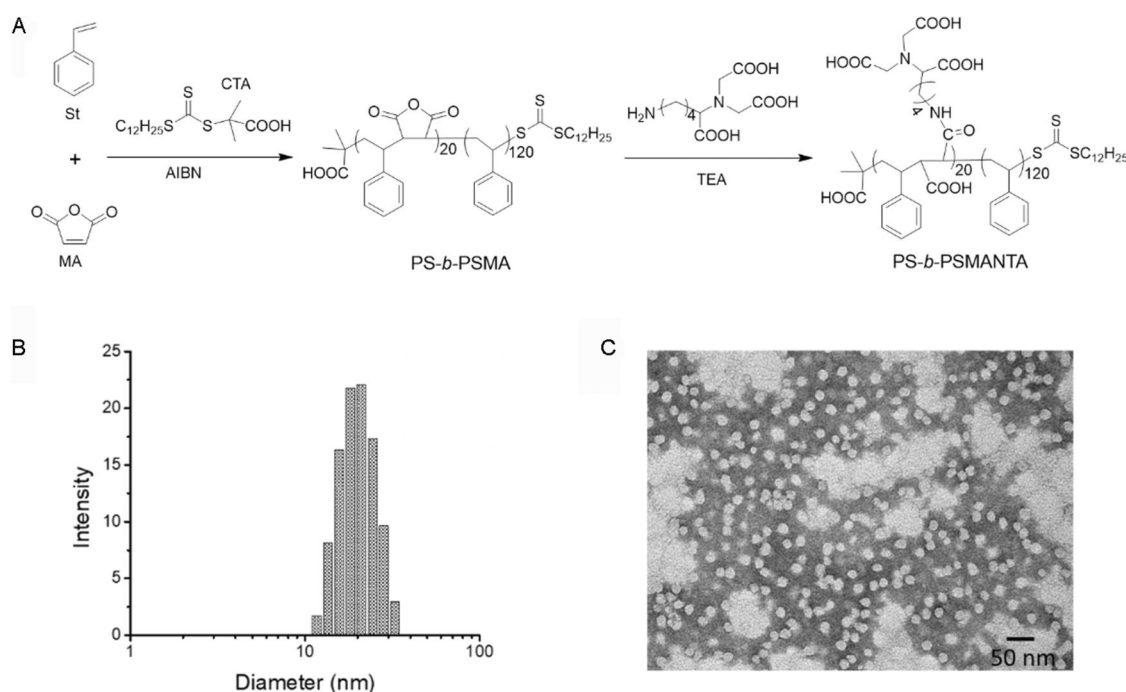 A
St
+
MA
S
CTA
C12H25S
S
COOH
AIBN
O
O
O
20
120
S
S
SC12H25
HOOC
PS-b-PSMA
COOH
N
COOH
H2N
4
COOH
TEA
COOH
HOOC
N
COOH
4
NH
O
S
20
120
S
SC12H25
HOOC
COOH
PS-b-PSMANTA
B
25
20
15
10
5
0
Intensity
1
10
100
Diameter (nm)
C
50 nm